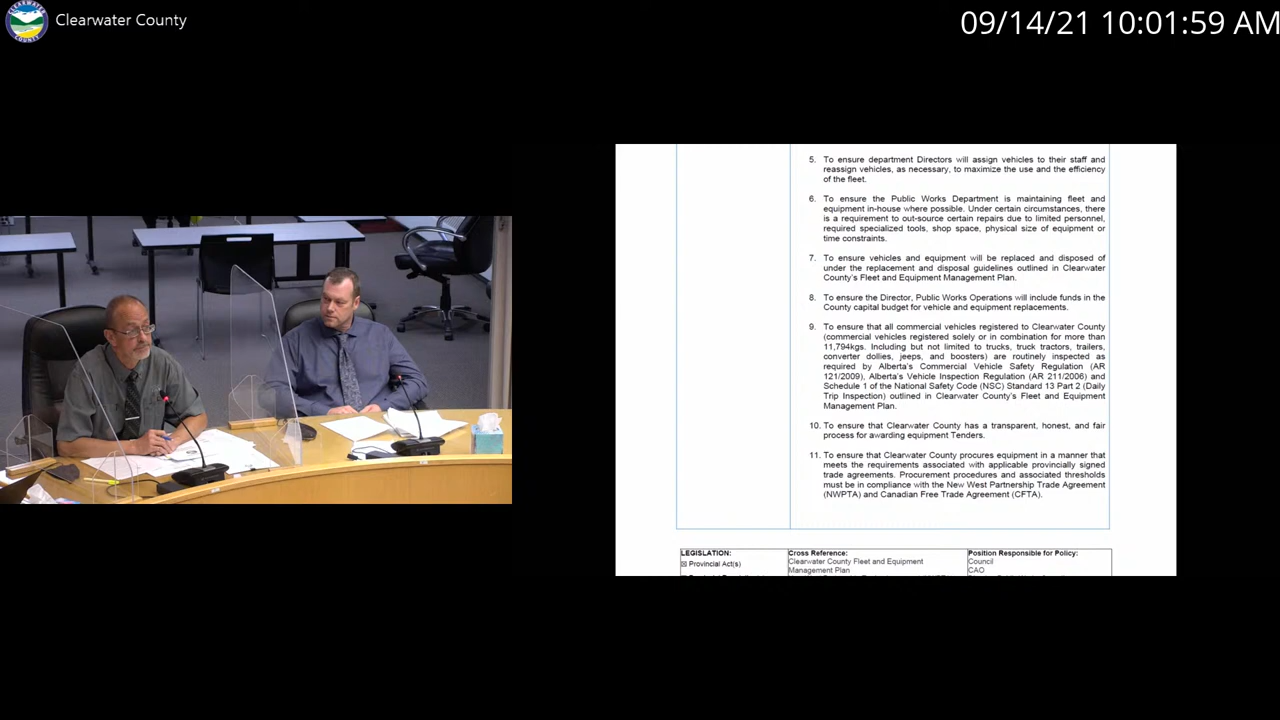 Clearwater County
09/14/21 10:01:59 AM
5. To ensure department Directors will assign vehicles to their staff and
reassign vehicles, as necessary, to maximize the use and the efficiency
of the fleet.
6. To ensure the Public Works Department is maintaining fleet and
equipment in-house where possible. Under certain circumstances, there
is a requirement to out-source certain repairs due to limited personnel,
required specialized tools, shop space, physical size of equipment or
time constraints.
7. To ensure vehicles and equipment will be replaced and disposed of
under the replacement and disposal guidelines outlined in Clearwater
County's Fleet and Equipment Management Plan.
8. To ensure the Director, Public Works Operations will include funds in the
County capital budget for vehicle and equipment replacements.
9. To ensure that all commercial vehicles registered to Clearwater County
(commercial vehicles registered solely or in combination for more than
11,794kgs. Including but not limited to trucks, truck tractors, trailers,
converter dollies, jeeps, and boosters) are routinely inspected as
required by Alberta's Commercial Vehicle Safety Regulation (AR
121/2009), Alberta's Vehicle Inspection Regulation (AR 211/2006) and
Schedule 1 of the National Safety Code (NSC) Standard 13 Part 2 (Daily
Trip Inspection) outlined in Clearwater County's Fleet and Equipment
Management Plan.
10. To ensure that Clearwater County has a transparent, honest, and fair
process for awarding equipment Tenders.
11. To ensure that Clearwater County procures equipment in a manner that
meets the requirements associated with applicable provincially signed
trade agreements. Procurement procedures and associated thresholds
must be in compliance with the New West Partnership Trade Agreement
(NWPTA) and Canadian Free Trade Agreement (CFTA).
LEGISLATION:
☒ Provincial Act(s)
Cross Reference:
Clearwater County Fleet and Equipment
Management Plan
Position Responsible for Policy:
Council
CAO